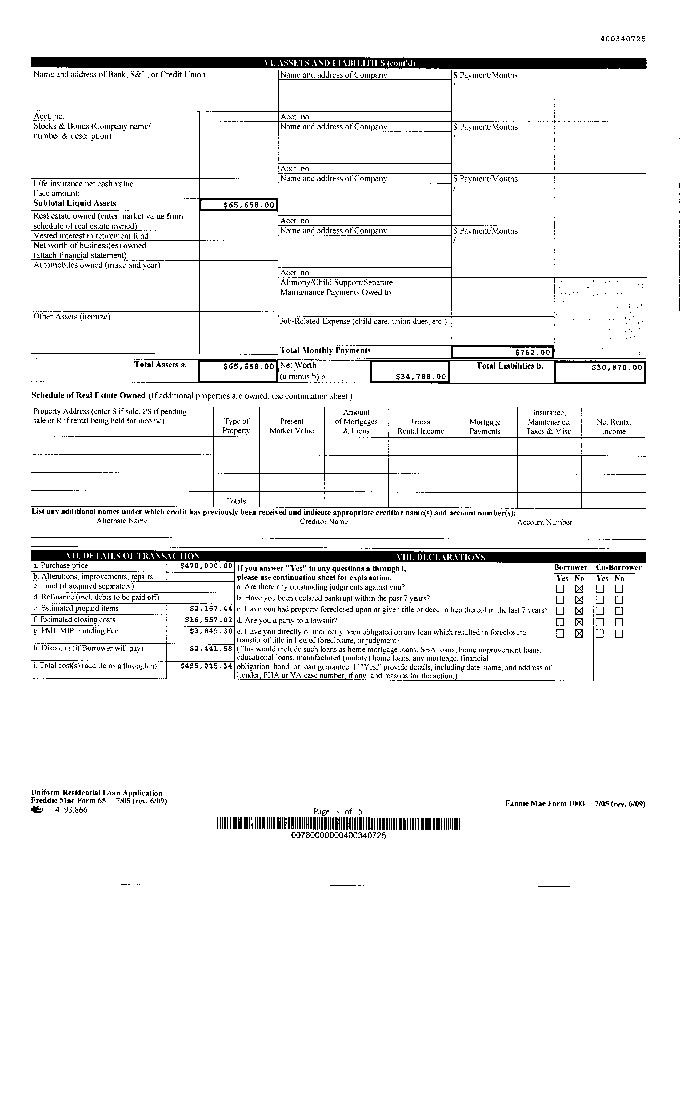 400340725
VI. ASSETS AND LIABILITIES (cont'd)
Name and address of Bank, S&L, or Credit Union
Name and address of Company
$ Payment/Months
/
Acct. no.
Acct. no.
Stocks & Bonds (Company name/
number & description)
Name and address of Company
$ Payment/Months
/
Acct. no.
Life insurance net cash value
Face amount:
Name and address of Company
$ Payment/Months
/
Subtotal Liquid Assets
$65,658.00
Real estate owned (enter market value from
schedule of real estate owned)
Acct. no.
Vested interest in retirement fund
Name and address of Company
$ Payment/Months
/
Net worth of business(es) owned
(attach financial statement)
Automobiles owned (make and year)
Acct. no.
Alimony/Child Support/Separate
Maintenance Payments Owed to
Other Assets (itemize)
Job-Related Expense (child care, union dues, etc.)
Total Monthly Payments
$762.00
Total Assets a.
$65,658.00
Net Worth
(a minus b)
$34,788.00
Total Liabilities b.
$30,870.00
Schedule of Real Estate Owned (If additional properties are owned, use continuation sheet.)
Property Address (enter S if sold, PS if pending
sale or R if rental being held for income)
Type of
Property
Present
Market Value
Amount
of Mortgages
& Liens
Gross
Rental Income
Mortgage
Payments
Insurance,
Maintenance,
Taxes & Misc.
Net Rental
Income
Totals
List any additional names under which credit has previously been received and indicate appropriate creditor name(s) and account number(s):
Alternate Name
Creditor Name
Account Number
VII. DETAILS OF TRANSACTION
a. Purchase price
$470,000.00
b. Alterations, improvements, repairs
c. Land (if acquired separately)
d. Refinance (incl. debts to be paid off)
e. Estimated prepaid items
f. Estimated closing costs
g. PMI, MIP, Funding Fee
h. Discount (if Borrower will pay)
i. Total costs (add items a through h)
VIII. DECLARATIONS
If you answer "Yes" to any questions a through i,
please use continuation sheet for explanation.
Borrower
Co-Borrower
Yes No
Yes No
a. Are there any outstanding judgments against you?
b. Have you been declared bankrupt within the past 7 years?
c. Have you had property foreclosed upon or given title or deed in lieu thereof in the last 7 years?
d. Are you a party to a lawsuit?
e. Have you directly or indirectly been obligated on any loan which resulted in foreclosure,
transfer of title in lieu of foreclosure, or judgment?
(This would include such loans as home mortgage loans, SBA loans, home improvement loans,
educational loans, manufactured (mobile) home loans, any mortgage, financial
obligation, bond, or loan guarantee. If "Yes," provide details, including date, name, and address of
Lender, FHA or VA case number, if any, and reasons for the action.)
Uniform Residential Loan Application
Freddie Mac Form 65 7/05 (rev. 6/09)
Fannie Mae Form 1003 7/05 (rev. 6/09)
Page of 5